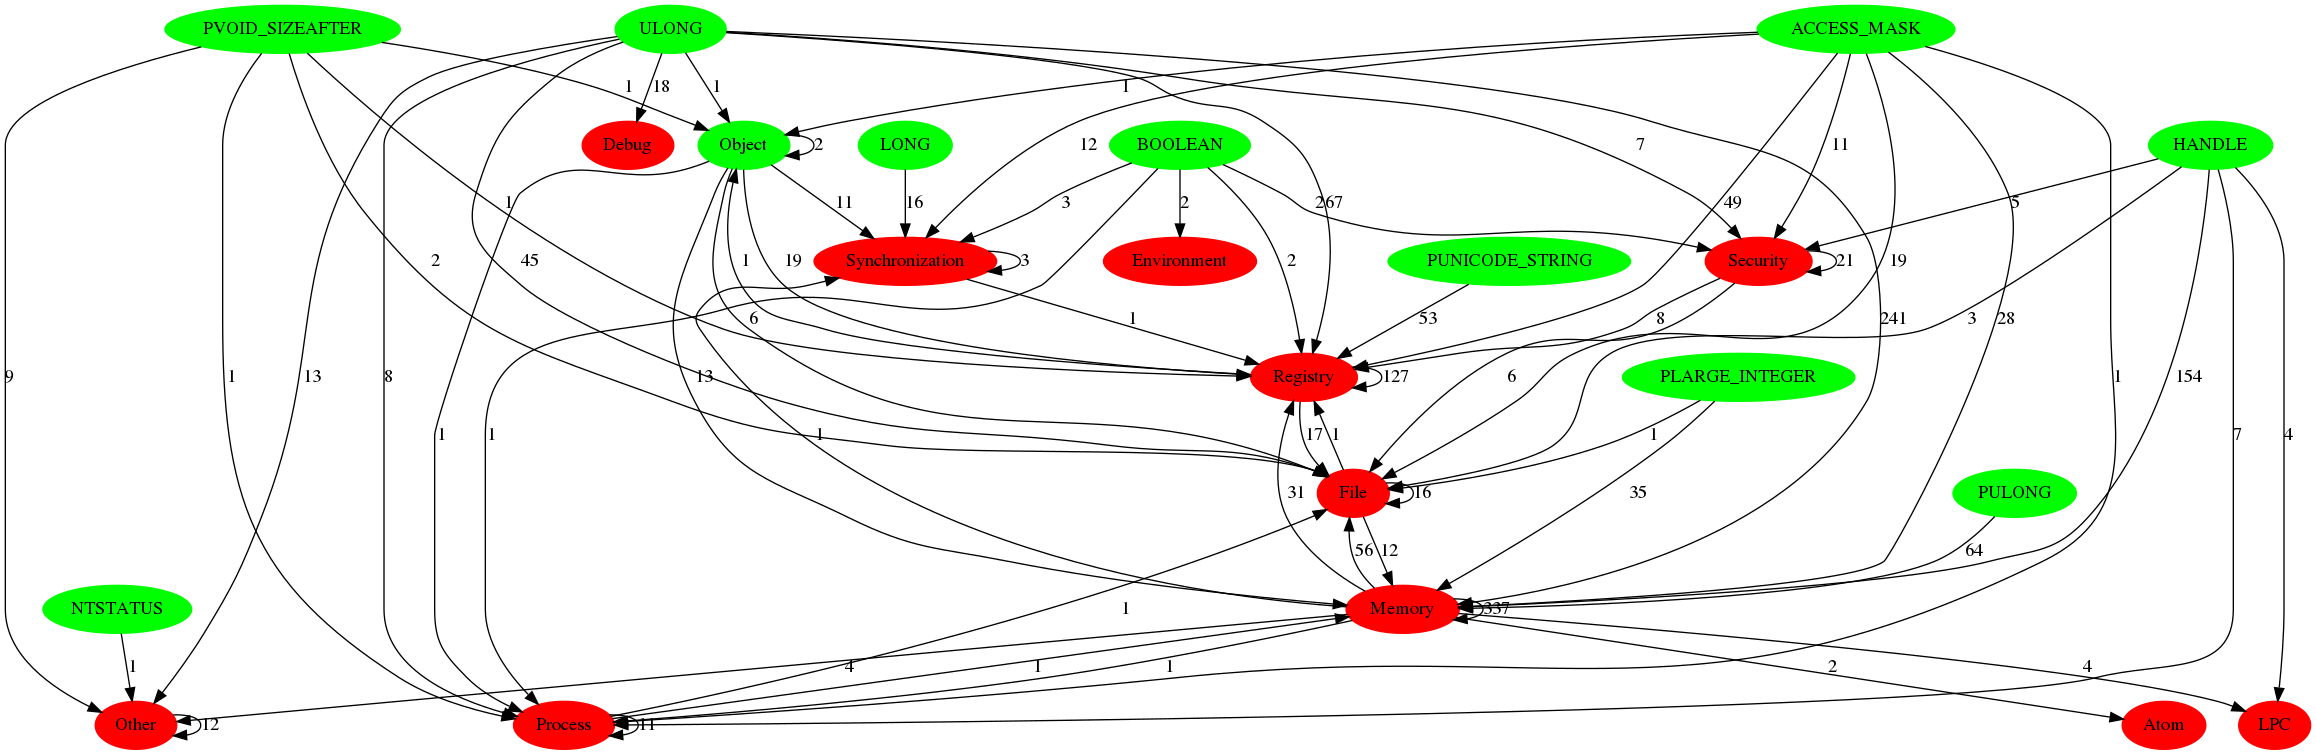 PVOID_SIZEAFTER
ULONG
ACCESS_MASK
1
18
1
1
Debug
Object
2
LONG
BOOLEAN
HANDLE
12
7
11
1
11
16
3
2
267
49
5
45
2
1
Synchronization
3
Environment
2
PUNICODE_STRING
Security
21
19
6
1
53
8
241
3
28
9
1
13
8
13
Registry
127
6
PLARGE_INTEGER
1
154
1
1
1
17
1
1
7
4
31
File
16
35
PULONG
56
12
64
NTSTATUS
1
Memory
337
1
4
1
1
2
4
Other
12
Process
11
Atom
LPC